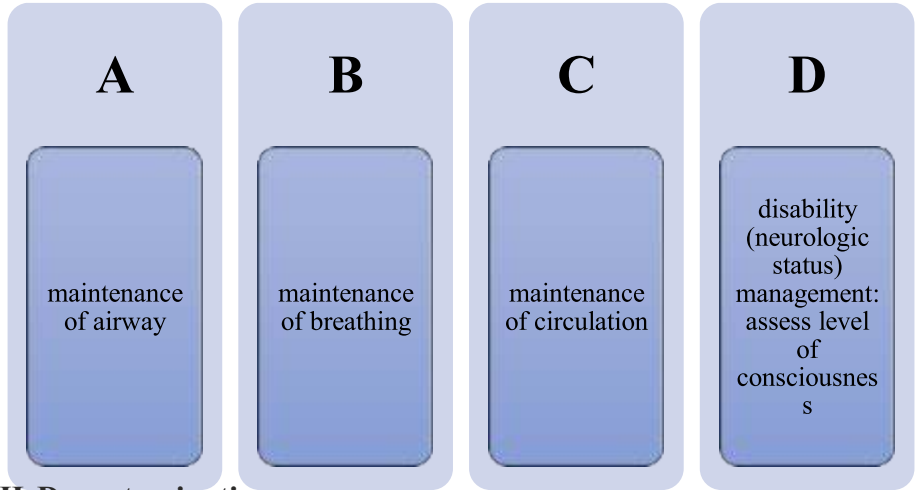 A
maintenance
of airway
B
maintenance
of breathing
C
maintenance
of circulation
D
disability
(neurologic
status)
management:
assess level
of
consciousnes
s